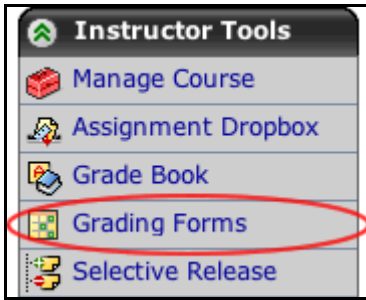 Instructor Tools
Manage Course
Assignment Dropbox
Grade Book
Grading Forms
Selective Release